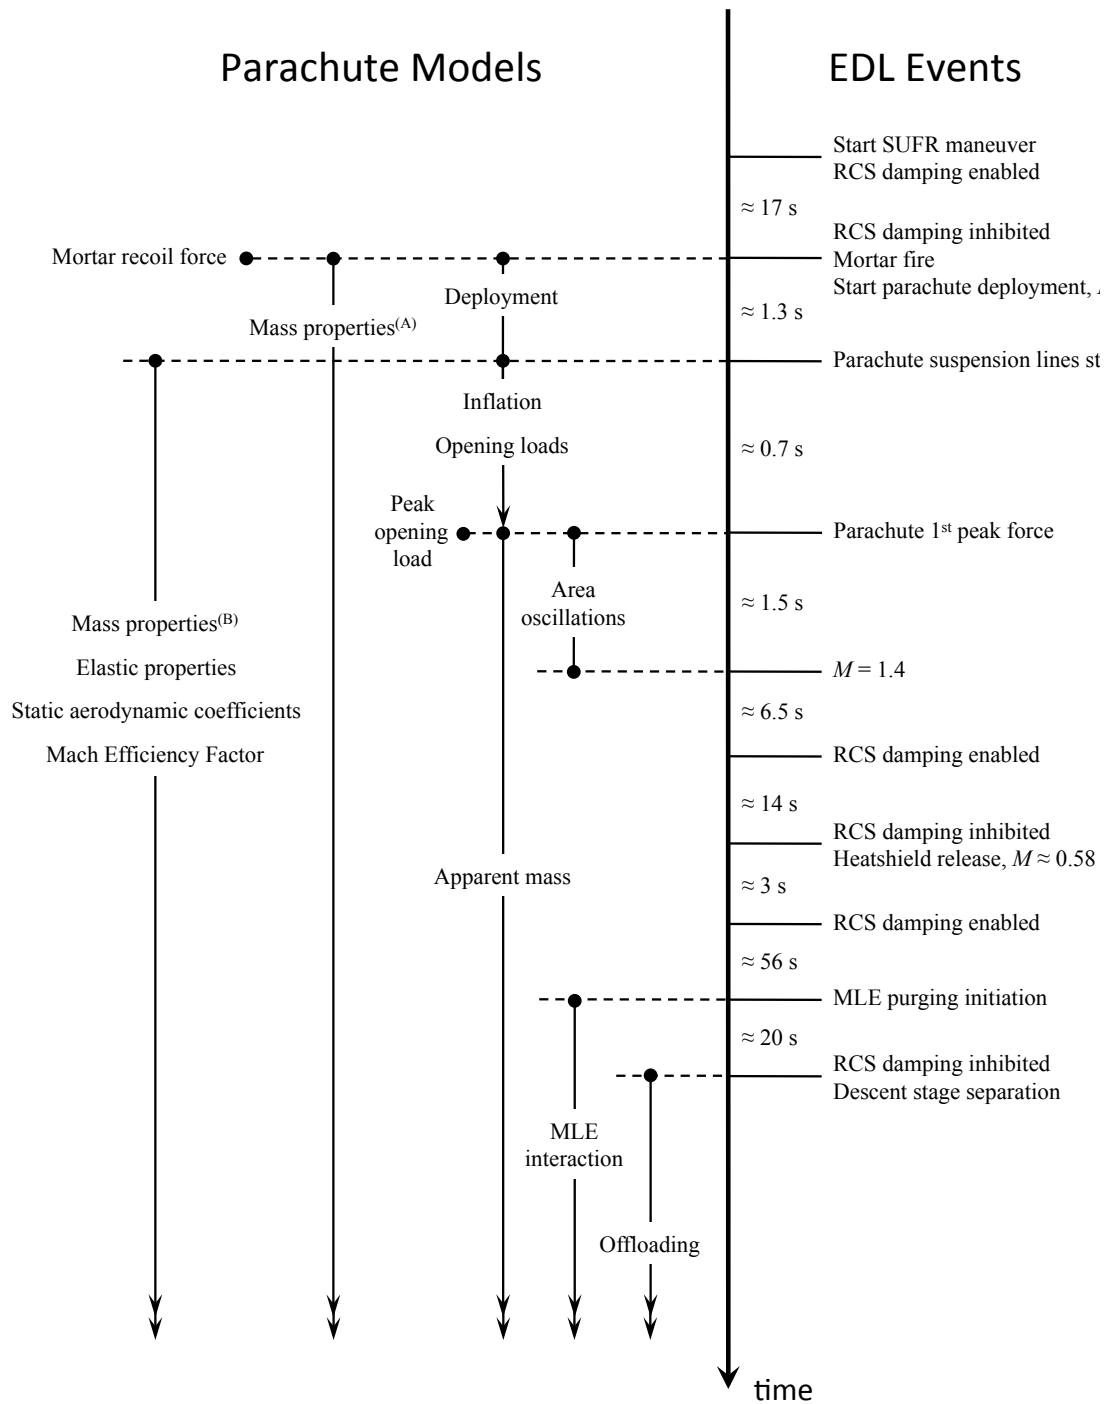 Parachute Models
EDL Events
Start SUFR maneuver
RCS damping enabled
≈ 17 s
RCS damping inhibited
Mortar recoil force
Mortar fire
Start parachute deployment,
Deployment
≈ 1.3 s
Mass properties(A)
Parachute suspension lines
Inflation
Opening loads
≈ 0.7 s
Peak
opening
load
Parachute 1st peak force
Area
oscillations
≈ 1.5 s
Mass properties(B)
Elastic properties
M = 1.4
Static aerodynamic coefficients
≈ 6.5 s
Mach Efficiency Factor
RCS damping enabled
≈ 14 s
RCS damping inhibited
Heatshield release, M ≈ 0.58
Apparent mass
≈ 3 s
RCS damping enabled
≈ 56 s
MLE purging initiation
≈ 20 s
RCS damping inhibited
Descent stage separation
MLE
interaction
Offloading
time